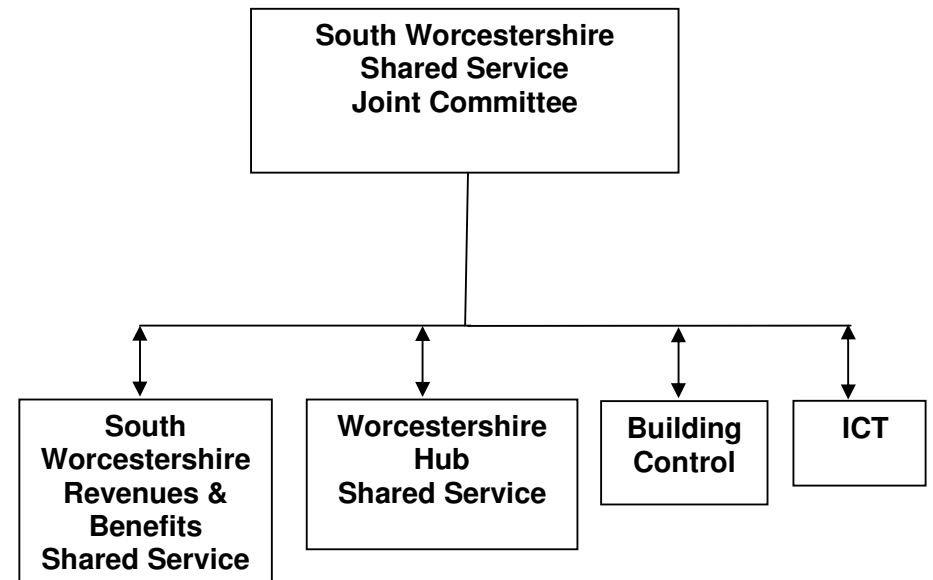 South Worcestershire
Shared Service
Joint Committee
South
Worcestershire
Revenues &
Benefits
Shared Service
Worcestershire
Hub
Shared Service
Building
Control
ICT